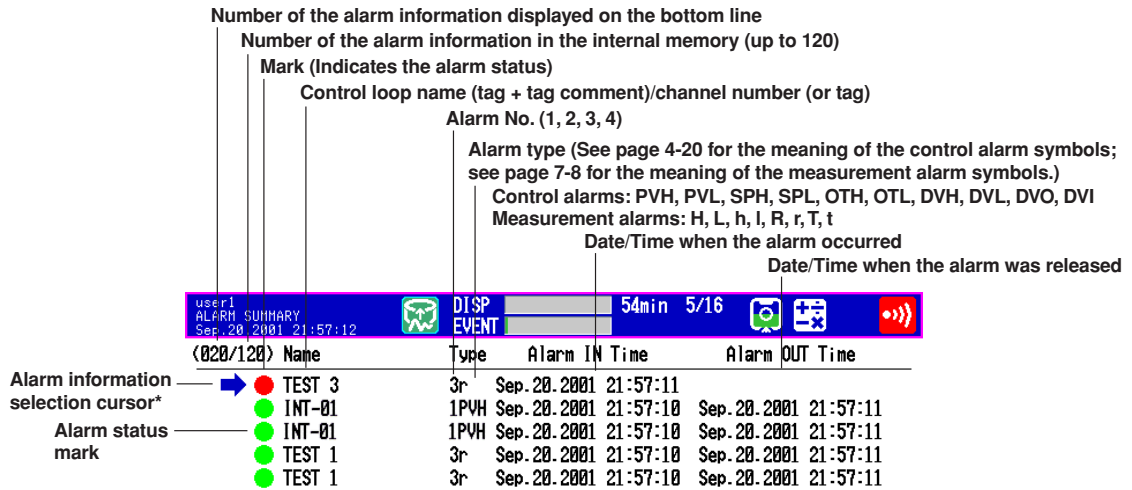 Number of the alarm information displayed on the bottom line
Number of the alarm information in the internal memory (up to 120)
Mark (Indicates the alarm status)
Control loop name (tag + tag comment)/channel number (or tag)
Alarm No. (1, 2, 3, 4)
Alarm type (See page 4-20 for the meaning of the control alarm symbols;
see page 7-8 for the meaning of the measurement alarm symbols.)
Control alarms: PVH, PVL, SPH, SPL, OTH, OTL, DVH, DVL, DVO, DVI
Measurement alarms: H, L, h, l, R, r, T, t
Date/Time when the alarm occurred
Date/Time when the alarm was released
user1
ALARM SUMMARY
Sep.20.2001 21:57:12
DISP
EVENT
54min 5/16
(020/120) Name Type Alarm IN Time Alarm OUT Time
Alarm information
selection cursor*
TEST 3 3r Sep.20.2001 21:57:11
INT-01 1PVH Sep.20.2001 21:57:10 Sep.20.2001 21:57:11
Alarm status
mark
INT-01 1PVH Sep.20.2001 21:57:10 Sep.20.2001 21:57:11
TEST 1 3r Sep.20.2001 21:57:10 Sep.20.2001 21:57:11
TEST 1 3r Sep.20.2001 21:57:10 Sep.20.2001 21:57:11